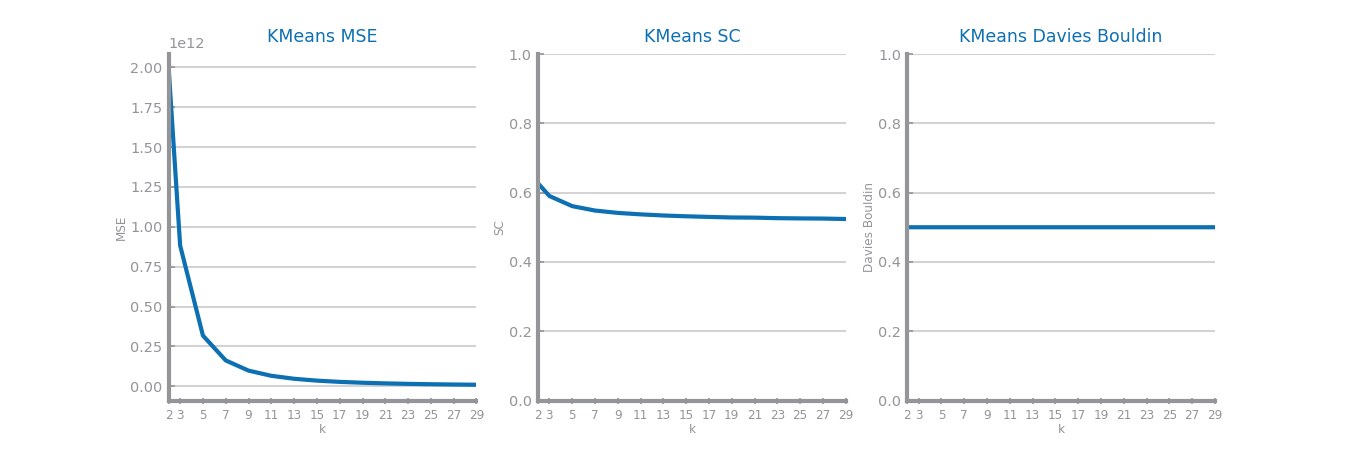 KMeans MSE
1e12
2.00
1.75
1.50
1.25
1.00
0.75
0.50
0.25
0.00
MSE
2 3 5 7 9 11 13 15 17 19 21 23 25 27 29
k
KMeans SC
1.0
0.8
0.6
0.4
0.2
0.0
SC
2 3 5 7 9 11 13 15 17 19 21 23 25 27 29
k
KMeans Davies Bouldin
1.0
0.8
0.6
0.4
0.2
0.0
Davies Bouldin
2 3 5 7 9 11 13 15 17 19 21 23 25 27 29
k